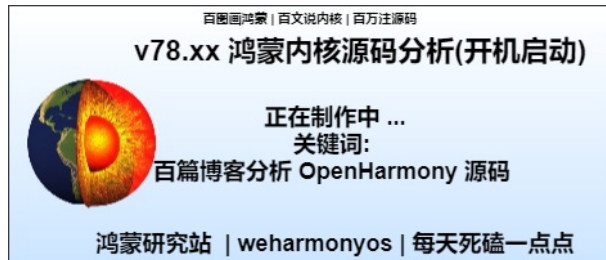 百图画鸿蒙 | 百文说内核 | 百万注源码
v78.xx 鸿蒙内核源码分析(开机启动)
正在制作中 ...
关键词:
百篇博客分析 OpenHarmony 源码
鸿蒙研究站 | weharmonyos | 每天死磕一点点